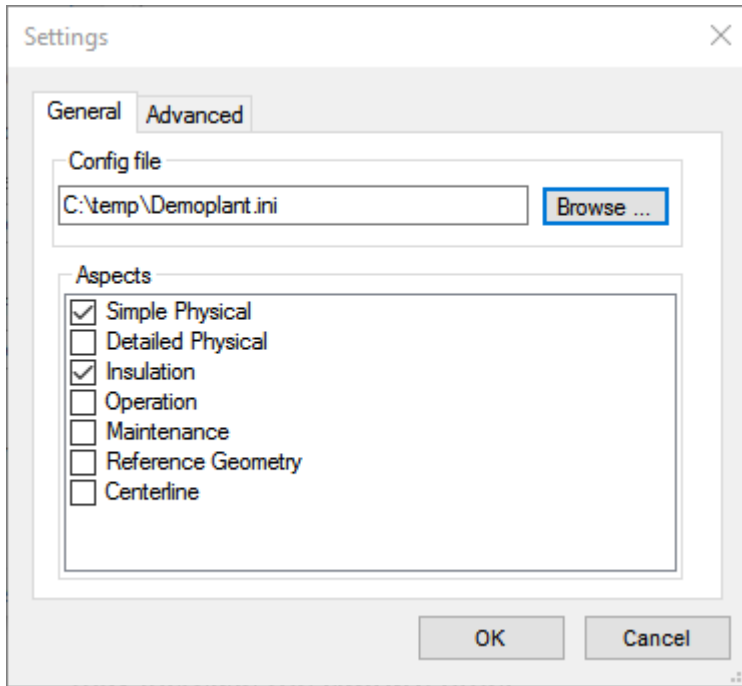 Settings
General
Advanced
Config file
C:\temp\Demoplant.ini
Browse ...
Aspects
Simple Physical
Detailed Physical
Insulation
Operation
Maintenance
Reference Geometry
Centerline
OK
Cancel